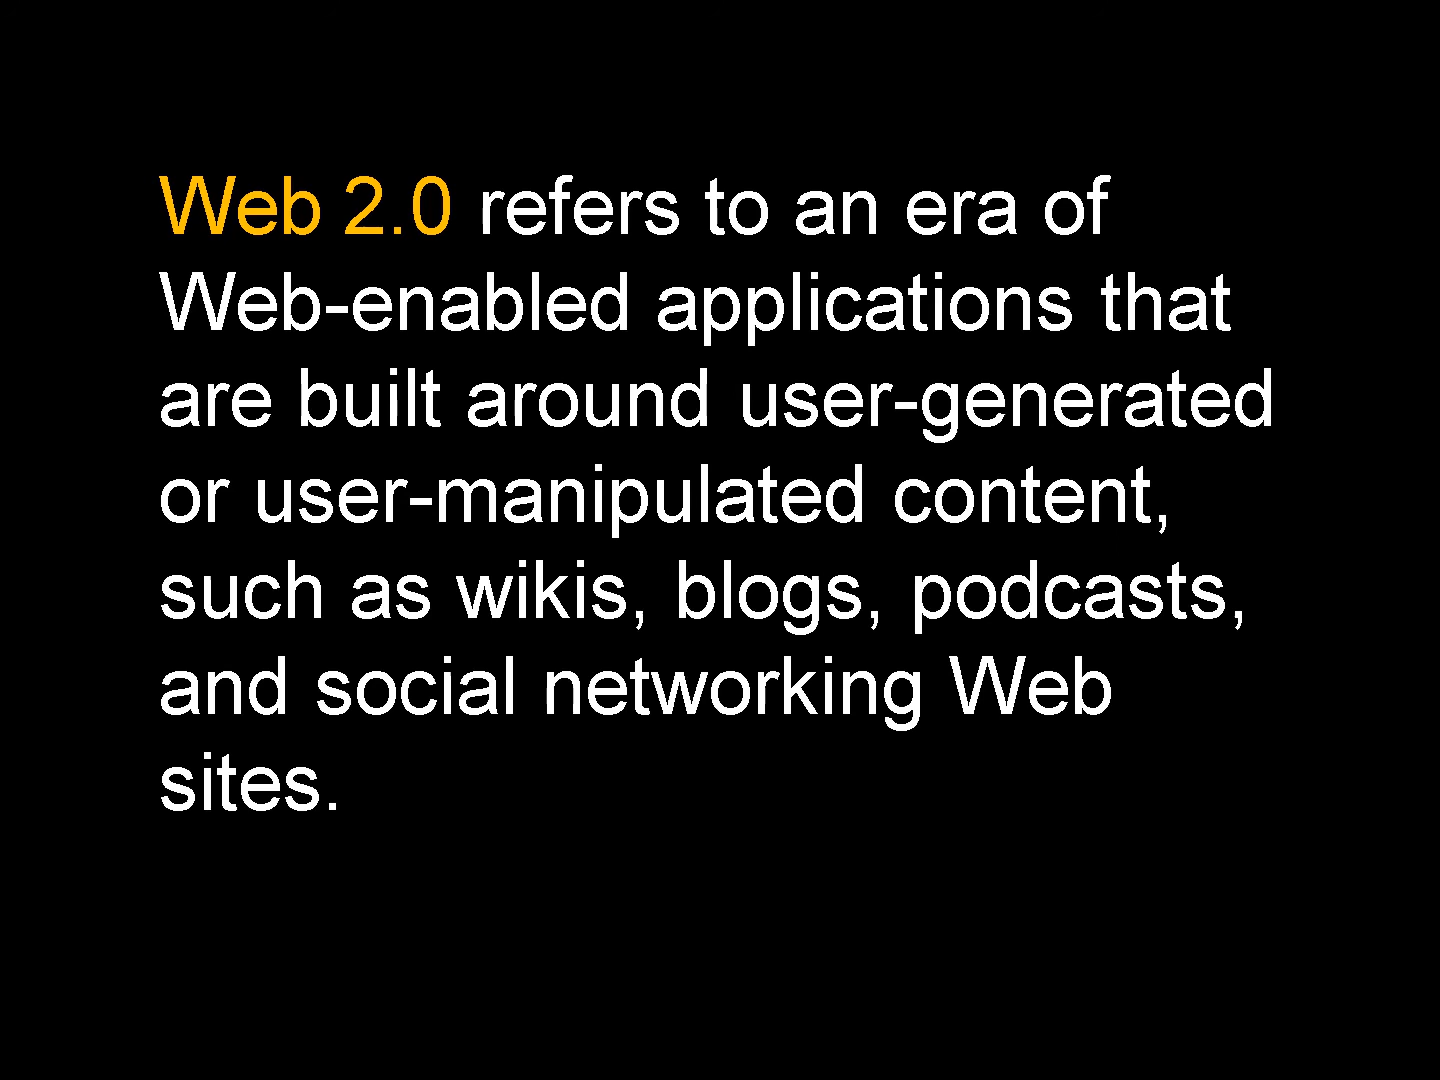 Web 2.0 refers to an era of
Web-enabled applications that
are built around user-generated
or user-manipulated content,
such as wikis, blogs, podcasts,
and social networking Web
sites.